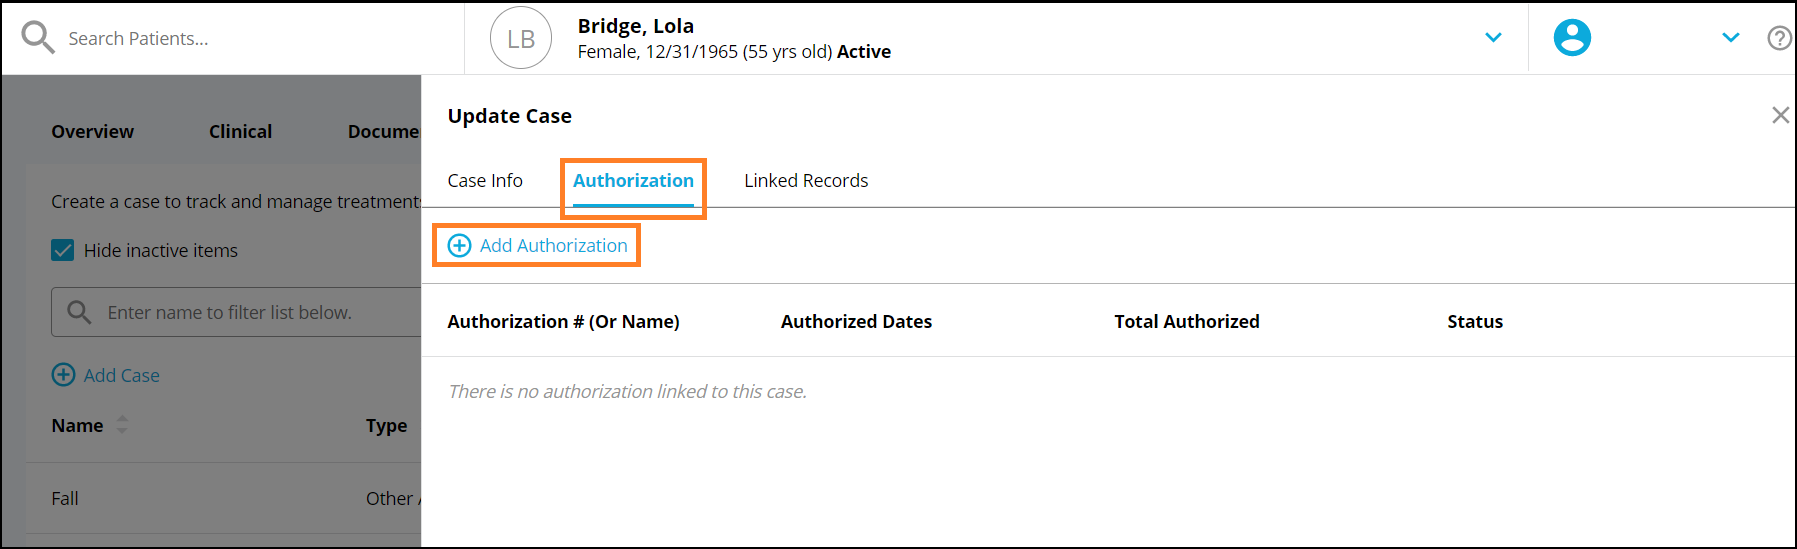 Search Patients...
LB
Bridge, Lola
Female, 12/31/1965 (55 yrs old) Active
Overview
Clinical
Docume
Create a case to track and manage treatments
Hide inactive items
Enter name to filter list below.
Add Case
Name
Type
Fall
Other
Update Case
Case Info
Authorization
Linked Records
Add Authorization
Authorization # (Or Name)
Authorized Dates
Total Authorized
Status
There is no authorization linked to this case.